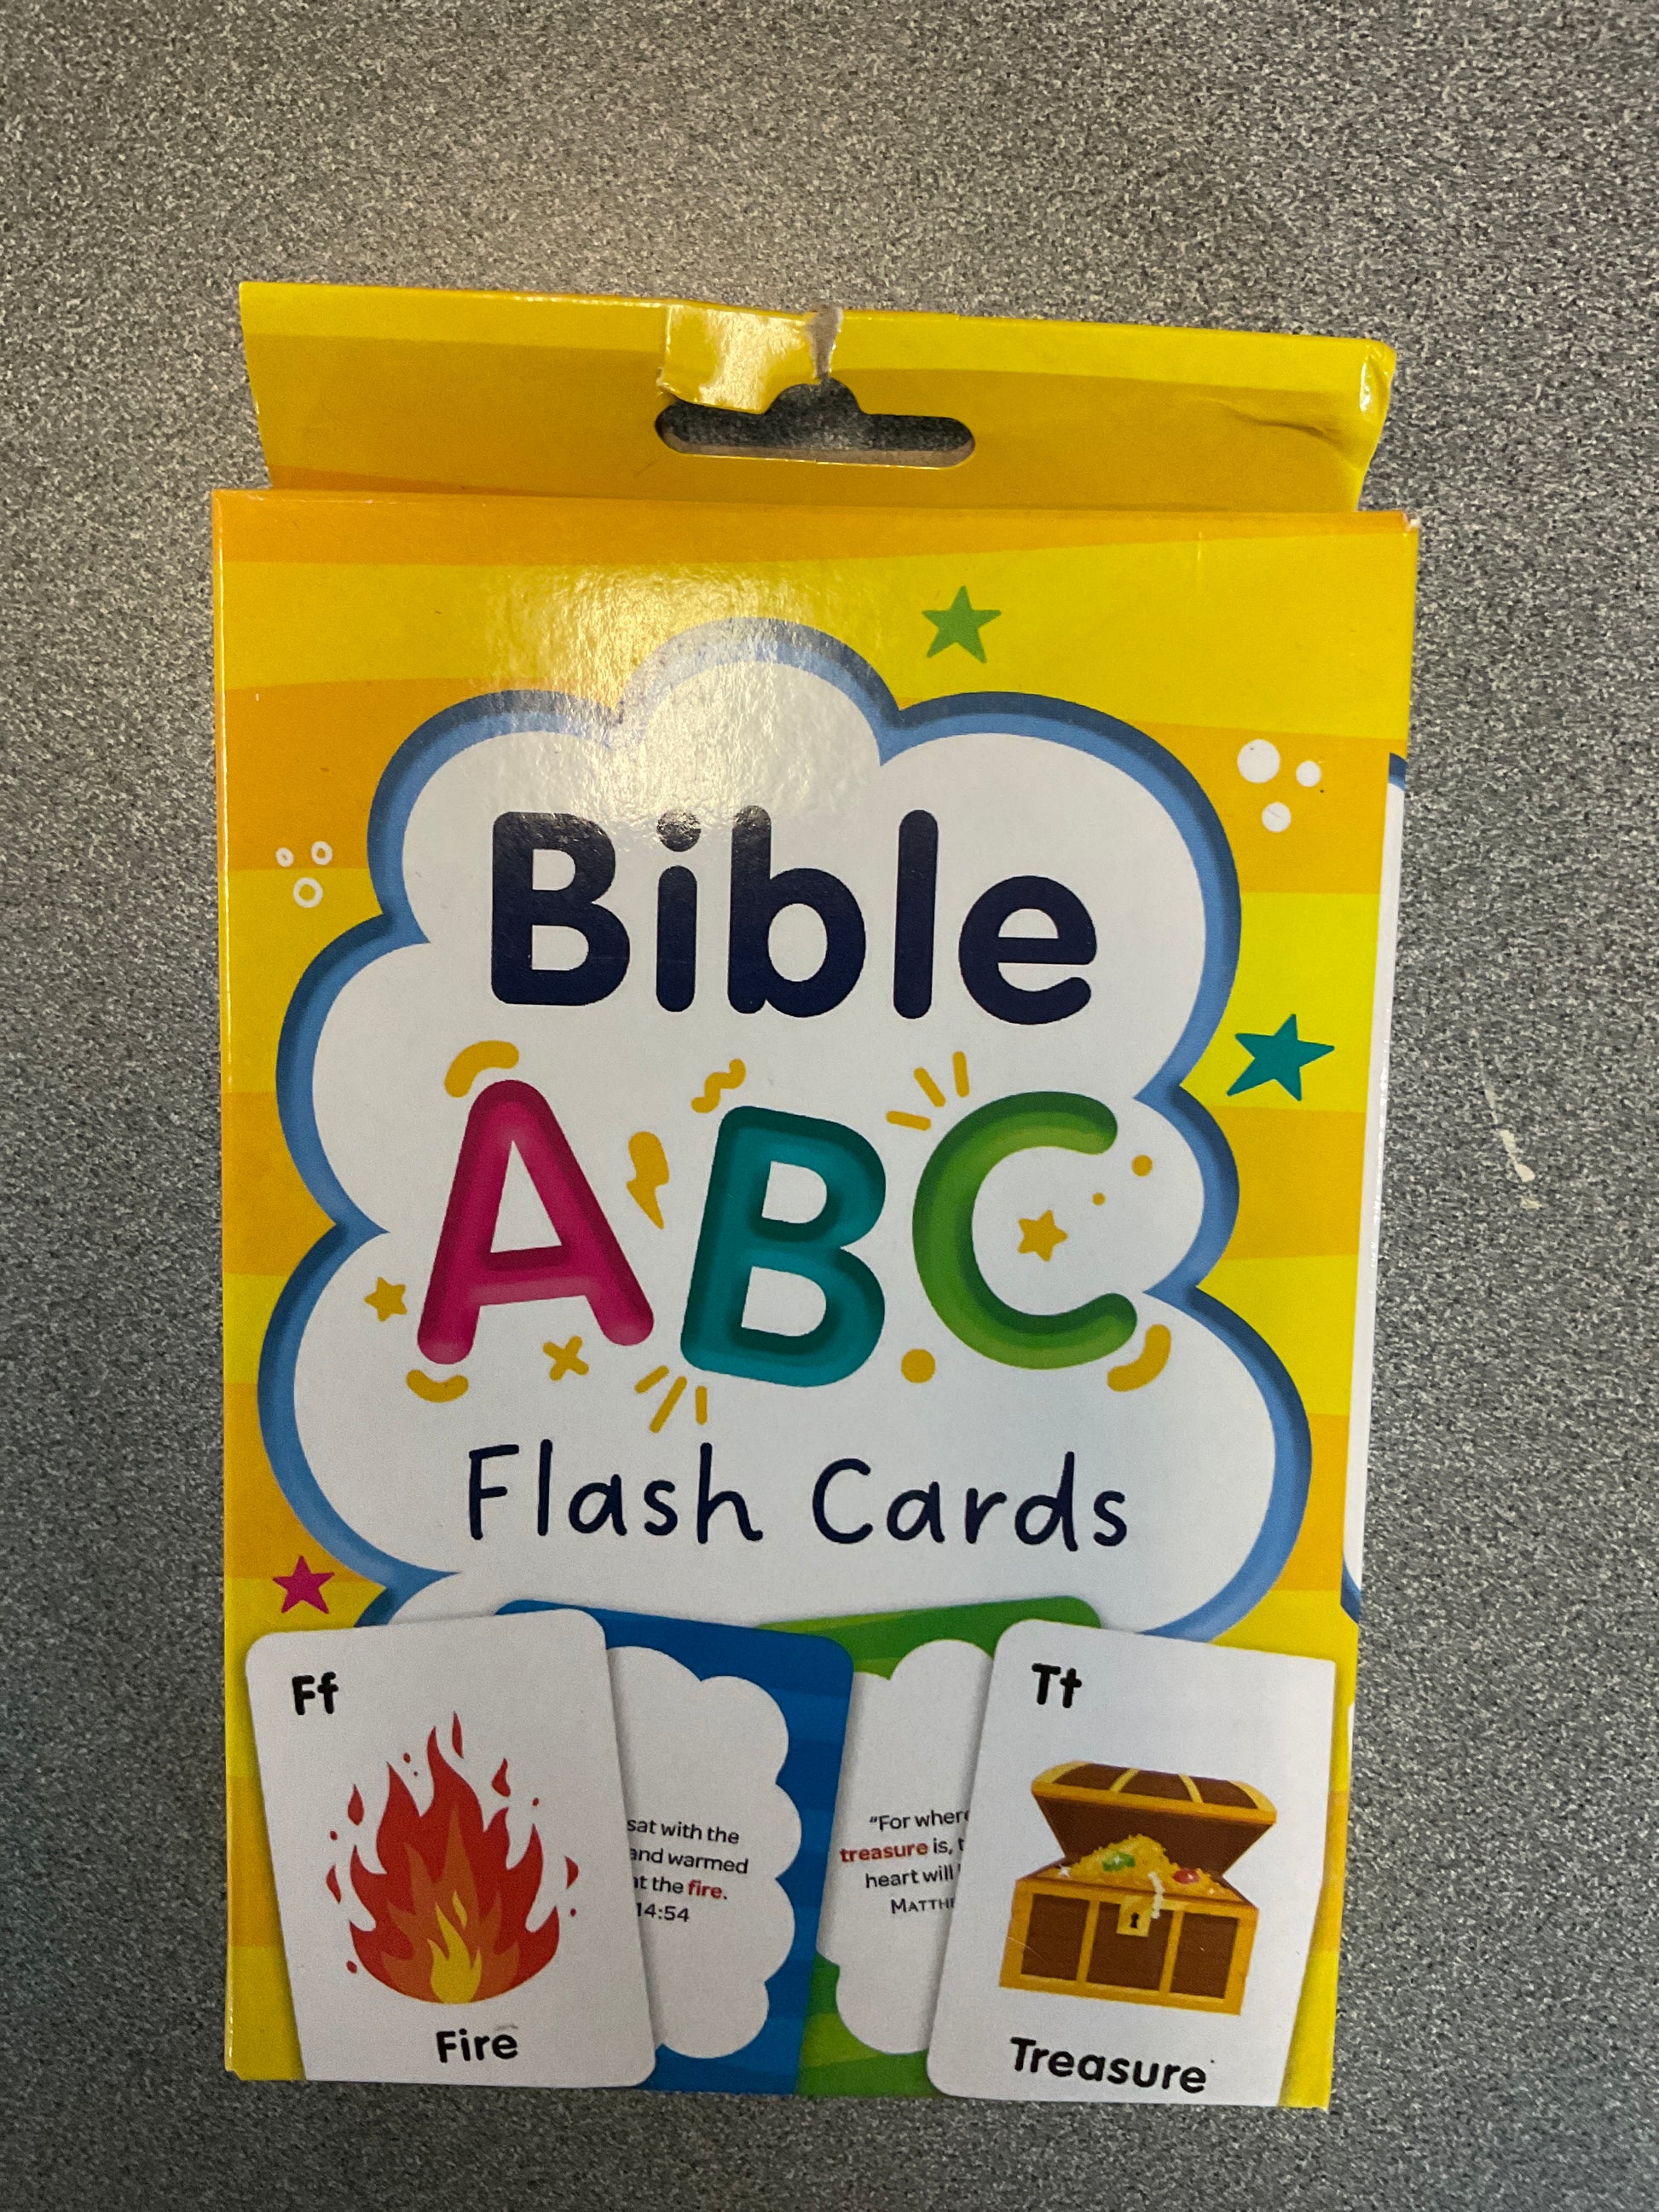 Bible
ABC
Flash Cards
Ff
Fire
sat with the
and warmed
at the fire.
14:54
"For where
treasure is, t
heart will
MATTHE
Tt
Treasure